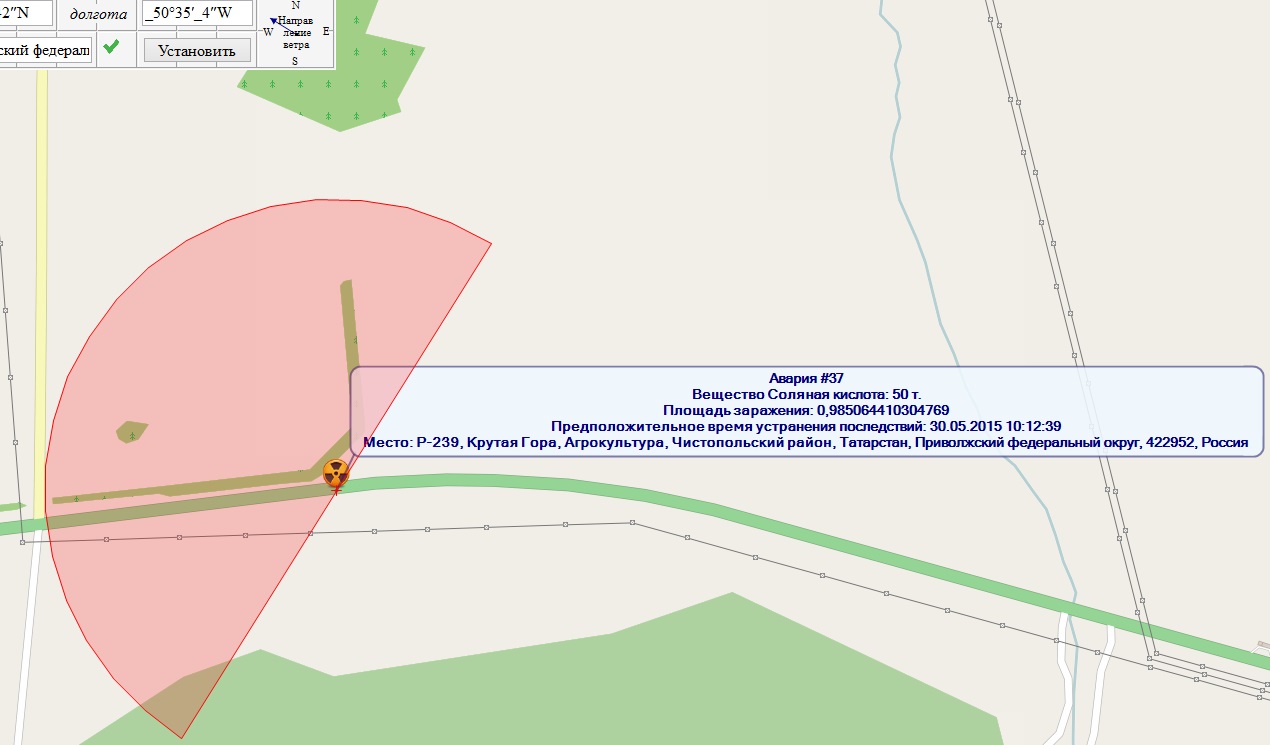 2"N
долгота
_50°35'_4"W
ский федерал
Установить
N
Направ
W
ление
E
ветра
S
Авария #37
Вещество Соляная кислота: 50 т.
Площадь заражения: 0,985064410304769
Предположительное время устранения последствий: 30.05.2015 10:12:39
Место: Р-239, Крутая Гора, Агрокультура, Чистопольский район, Татарстан, Приволжский федеральный округ, 422952, Россия